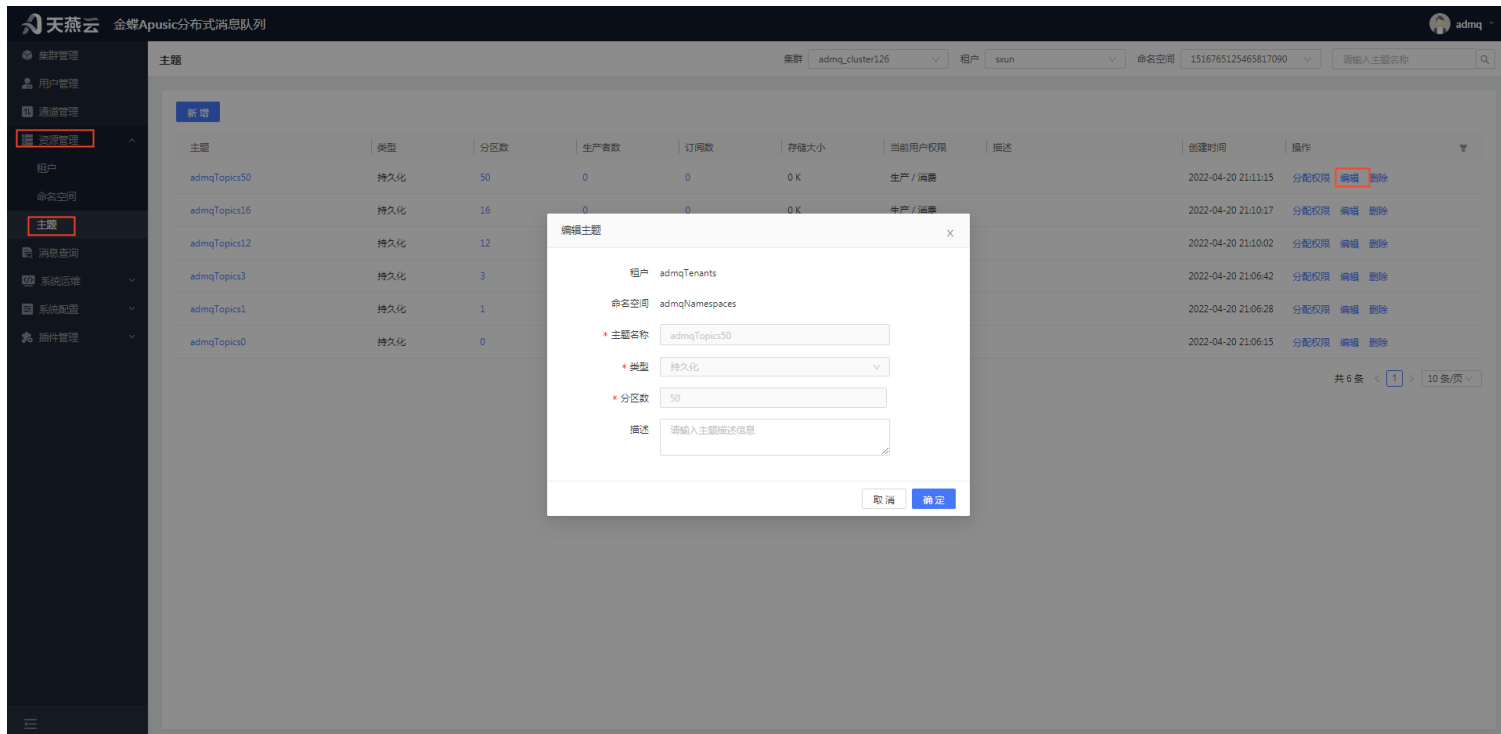 天燕云 金蝶Apusic分布式消息队列 admq
集群管理
用户管理
通道管理
资源管理
租户
命名空间
主题
消息查询
系统运维
系统配置
插件管理
主题 集群 admq_cluster126 租户 sxun 命名空间 1516765125465817090 请输入主题名称
新增
主题 类型 分区数 生产者数 订阅数 存储大小 当前用户权限 描述 创建时间 操作
admqTopics50 持久化 50 0 0 0 K 生产 / 消费 2022-04-20 21:11:15 分配权限 编辑 删除
admqTopics16 持久化 16 0 0 0 K 生产 / 消费 2022-04-20 21:10:17 分配权限 编辑 删除
admqTopics12 持久化 12 2022-04-20 21:10:02 分配权限 编辑 删除
admqTopics3 持久化 3 2022-04-20 21:06:42 分配权限 编辑 删除
admqTopics1 持久化 1 2022-04-20 21:06:28 分配权限 编辑 删除
admqTopics0 持久化 0 2022-04-20 21:06:15 分配权限 编辑 删除
共 6 条 < 1 > 10 条/页
编辑主题 x
租户 admqTenants
命名空间 admqNamespaces
* 主题名称 admqTopics50
* 类型 持久化
* 分区数 50
描述 请输入主题描述信息
取消 确定